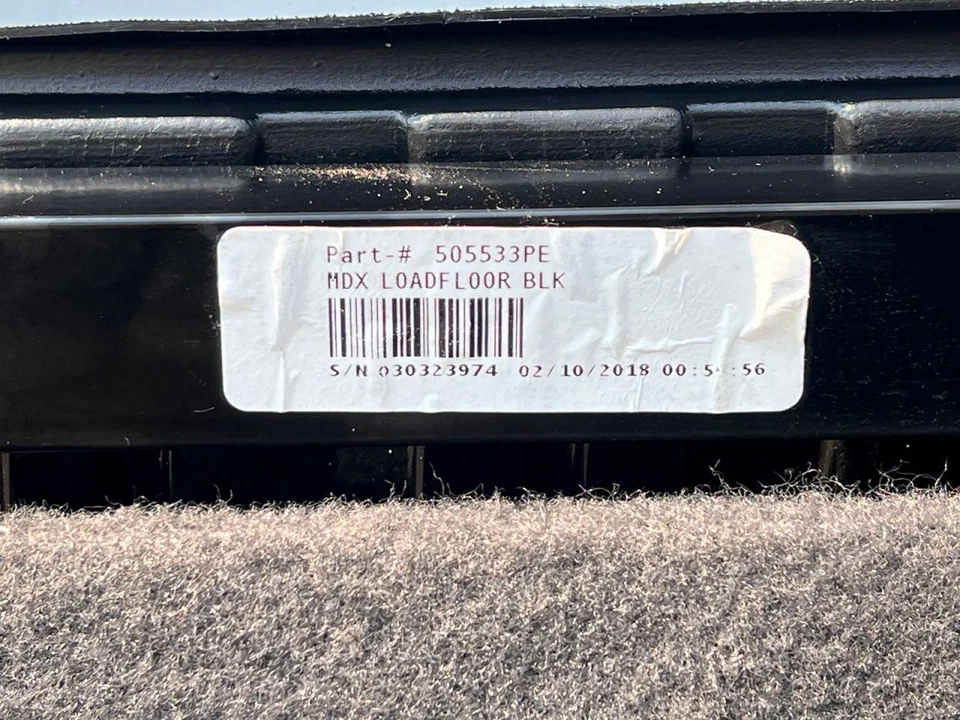 Part-# 505533PE
MDX LOADFLOOR BLK
S/N 030323974 02/10/2018